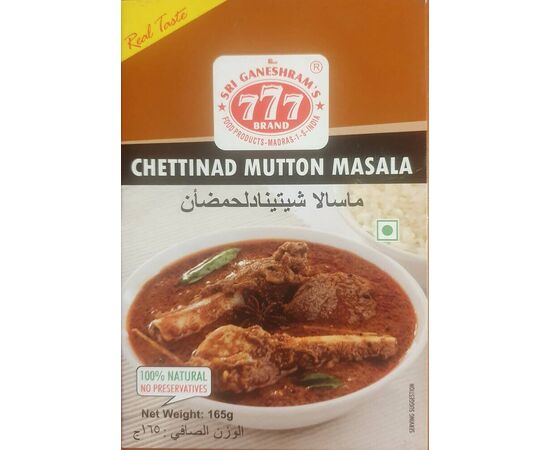 Real Taste
SRI GANESHRAM'S
®
777
BRAND
FOOD PRODUCTS-MADRAS-1-S-INDIA
CHETTINAD MUTTON MASALA
ماسالا شيتينادلحمضأن
100% NATURAL
NO PRESERVATIVES
Net Weight: 165g
الوزن الصافي: ١٦٥ج
SERVING SUGGESTION